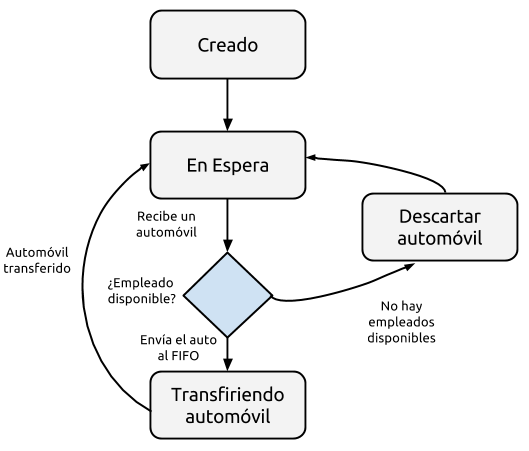 Creado
En Espera
Recibe un
automóvil
Descartar
automóvil
Automóvil
transferido
¿Empleado
disponible?
No hay
empleados
disponibles
Envía el auto
al FIFO
Transfiriendo
automóvil